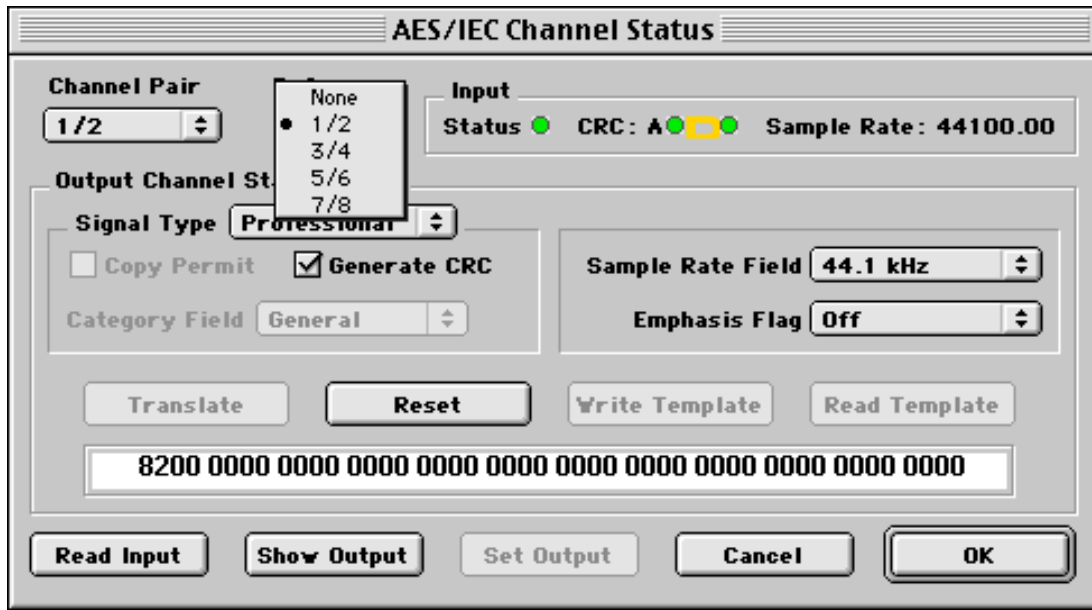 AES/IEC Channel Status
Channel Pair
1/2
None
1/2
3/4
5/6
7/8
Input
Status CRC: A Sample Rate: 44100.00
Output Channel St
Signal Type Professional
Copy Permit Generate CRC
Category Field General
Sample Rate Field 44.1 kHz
Emphasis Flag Off
Translate Reset Write Template Read Template
8200 0000 0000 0000 0000 0000 0000 0000 0000 0000 0000 0000
Read Input Show Output Set Output Cancel OK